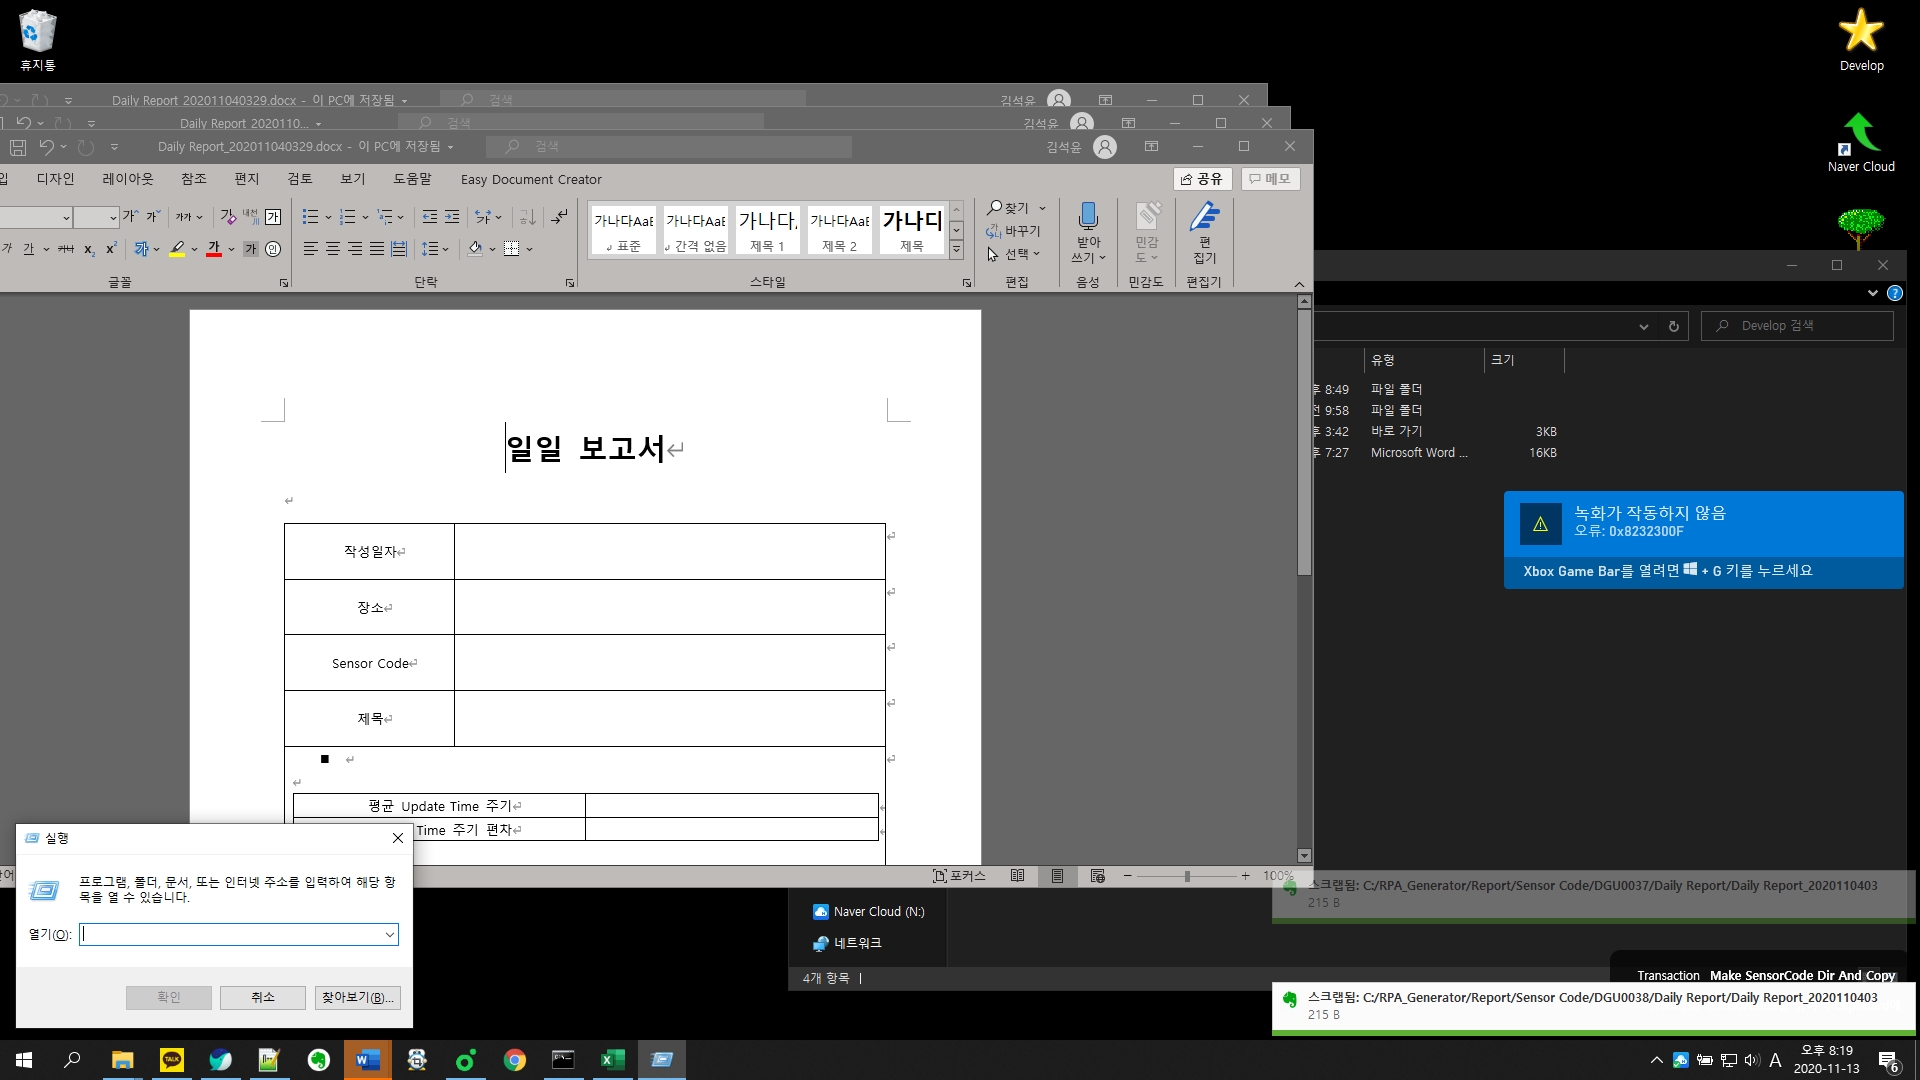 휴지통
Develop
Naver Cloud
Daily Report_202011040329.docx - 이 PC에 저장됨
검색
김석윤
Daily Report_2020110...
검색
김석윤
Daily Report_202011040329.docx - 이 PC에 저장됨
검색
김석윤
입 디자인 레이아웃 참조 편지 검토 보기 도움말 Easy Document Creator
공유
메모
가나다AaB
표준
가나다AaB
간격 없음
가나다
제목 1
가나다AaB
제목 2
가나다
제목
찾기
바꾸기
선택
받아
쓰기
민감
도
편
집기
글꼴
단락
스타일
편집
음성
민감도
편집기
Develop 검색
유형 크기
8:49 파일 폴더
9:58 파일 폴더
3:42 바로 가기 3KB
7:27 Microsoft Word ... 16KB
일일 보고서
작성일자
장소
Sensor Code
제목
평균 Update Time 주기
Time 주기 편차
녹화가 작동하지 않음
오류: 0x8232300F
Xbox Game Bar를 열려면 + G 키를 누르세요
포커스
100%
실행
프로그램, 폴더, 문서, 또는 인터넷 주소를 입력하여 해당 항
목을 열 수 있습니다.
열기(O):
확인
취소
찾아보기(B)...
Naver Cloud (N:)
네트워크
4개 항목
스크랩됨: C:/RPA_Generator/Report/Sensor Code/DGU0037/Daily Report/Daily Report_2020110403
215 B
Transaction Make SensorCode Dir And Copy
스크랩됨: C:/RPA_Generator/Report/Sensor Code/DGU0038/Daily Report/Daily Report_2020110403
215 B
TALK
A
오후 8:19
2020-11-13
6